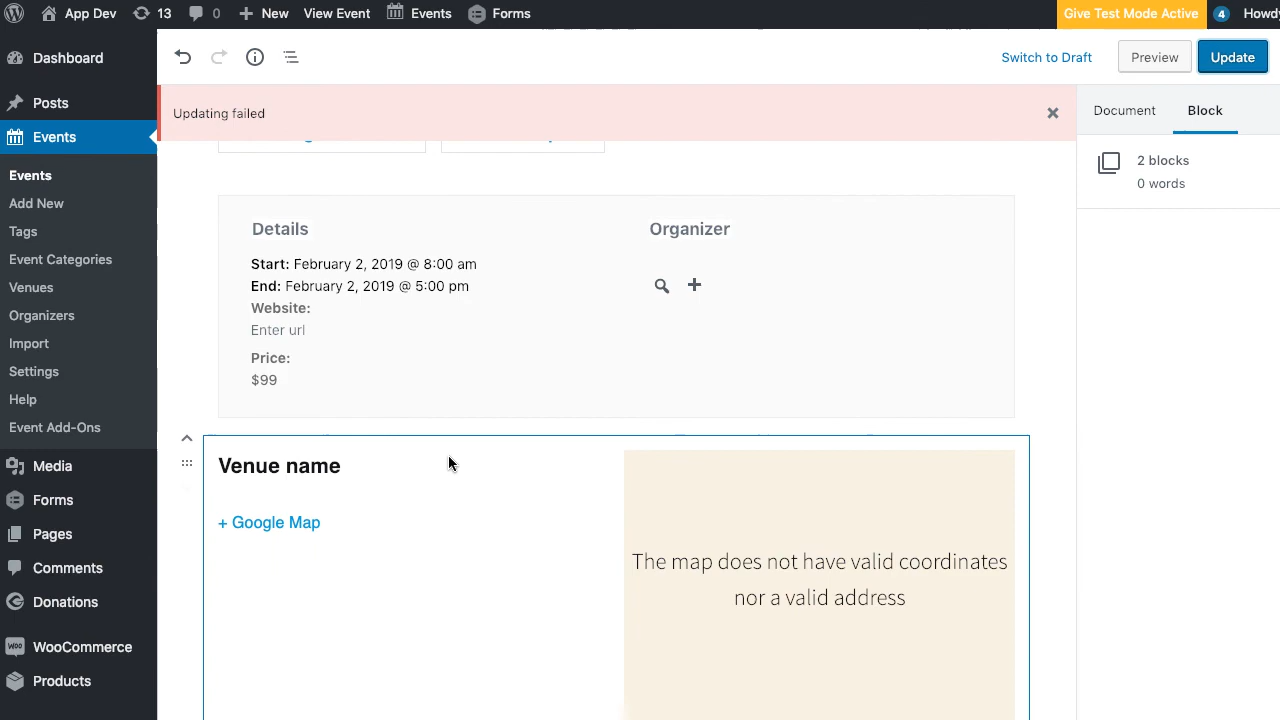 App Dev 13 0 New View Event Events Forms Give Test Mode Active 4 Howdy
Dashboard
Posts
Events
Events
Add New
Tags
Event Categories
Venues
Organizers
Import
Settings
Help
Event Add-Ons
Media
Forms
Pages
Comments
Donations
WooCommerce
Products
Switch to Draft Preview Update
Updating failed
Details
Start: February 2, 2019 @ 8:00 am
End: February 2, 2019 @ 5:00 pm
Website:
Enter url
Price:
$99
Organizer
Venue name
+ Google Map
The map does not have valid coordinates
nor a valid address
Document Block
2 blocks
0 words